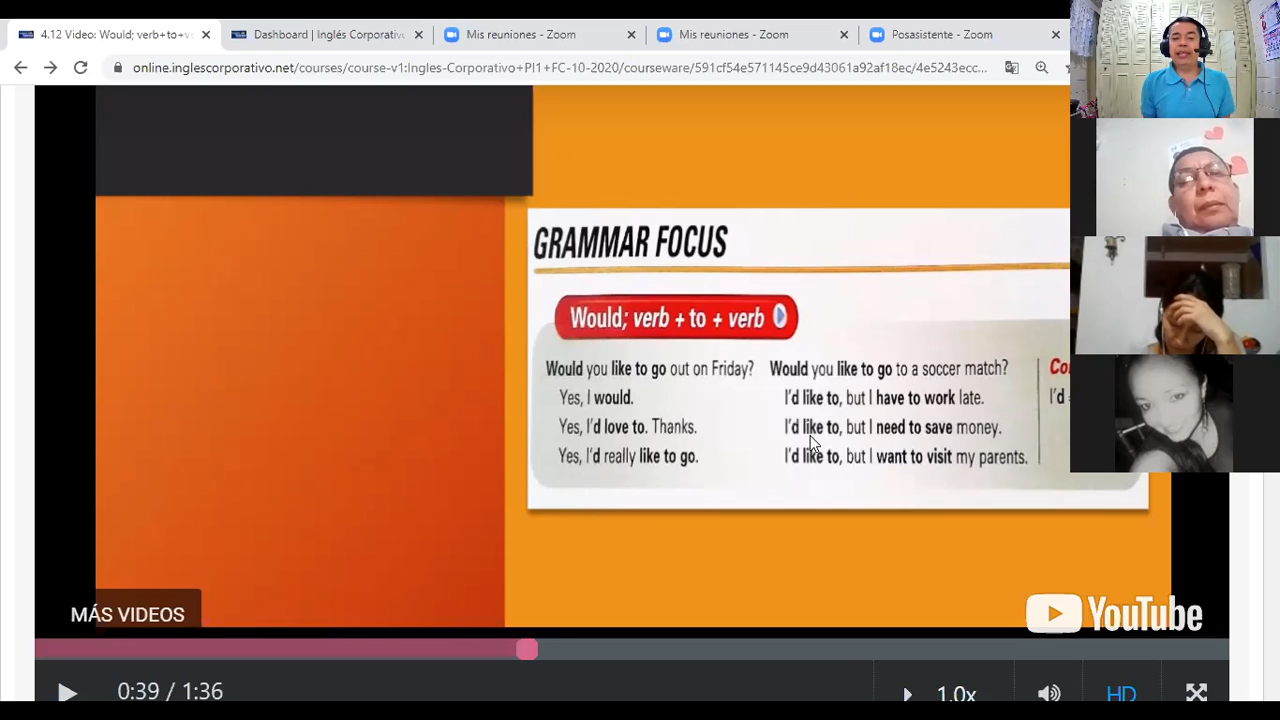 4.12 Video: Would; verb+to+v
Dashboard | Inglés Corporativo
Mis reuniones - Zoom
Mis reuniones - Zoom
Posasistente - Zoom
online.inglescorporativo.net/courses/course-v1:Ingles-Corporativo+PI1+FC-10-2020/courseware/591cf54e571145ce9d43061a92af18ec/4e5243ecc...
GRAMMAR FOCUS
Would; verb + to + verb
Would you like to go out on Friday?
Yes, I would.
Yes, I'd love to. Thanks.
Yes, I'd really like to go.
Would you like to go to a soccer match?
I'd like to, but I have to work late.
I'd like to, but I need to save money.
I'd like to, but I want to visit my parents.
I'd
MÁS VIDEOS
YouTube
0:39 / 1:36
1.0x
HD